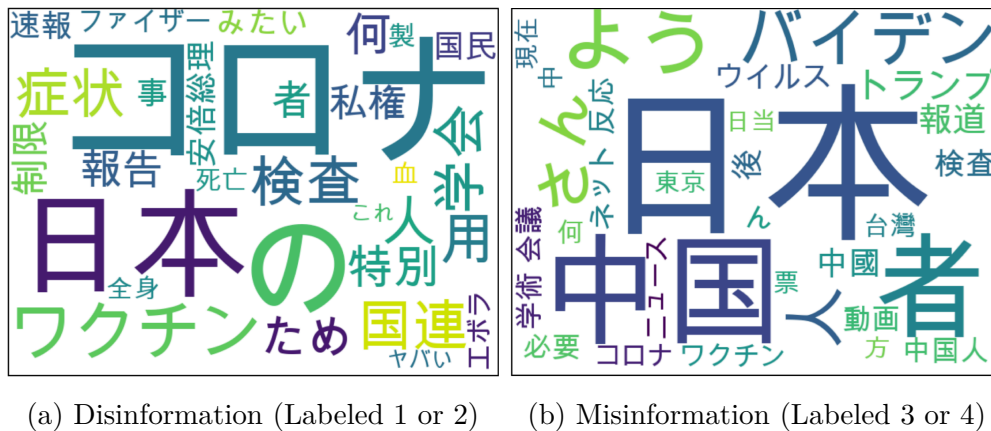 速報 ファイザー みたい 何 製 国民
症状 コロナ 事 安倍総理 者 私権
制限 報告 死亡 検査 血 学会
日本 の これ 人 用
全身 特別
ワクチン ため 国連 エボラ
ヤバい
現在 よう バイデン
中 さん 反応 ウイルス トランプ
日本 日当 報道
ネット 東京 後 検査
学術 会議 何 ん 台灣
中国 ニュース 票 人 中國 者
必要 動画
コロナ ワクチン 方 中国人
(a) Disinformation (Labeled 1 or 2)
(b) Misinformation (Labeled 3 or 4)